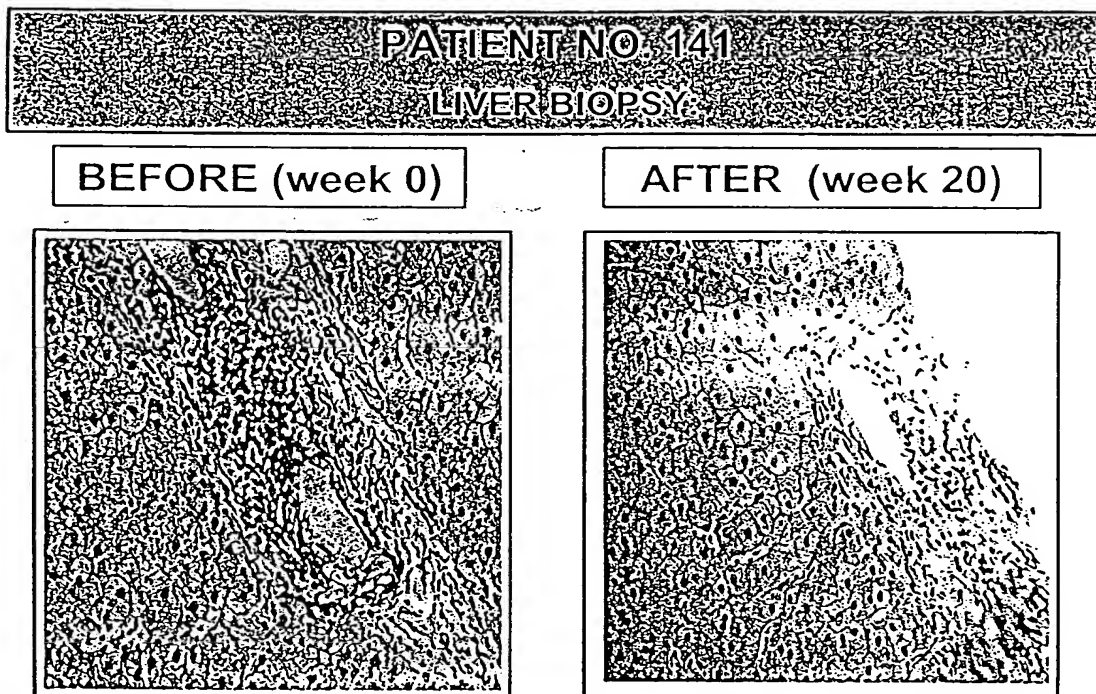 PATIENT NO. 141
LIVER BIOPSY
BEFORE (week 0)
AFTER (week 20)